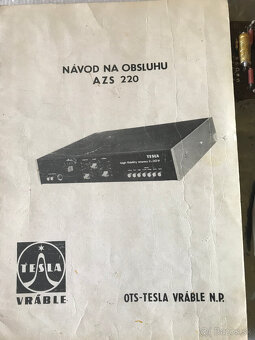 NÁVOD NA OBSLUHU
AZS 220
TESLA
TESLA
VRÁBLE
OTS-TESLA VRÁBLE N.P.